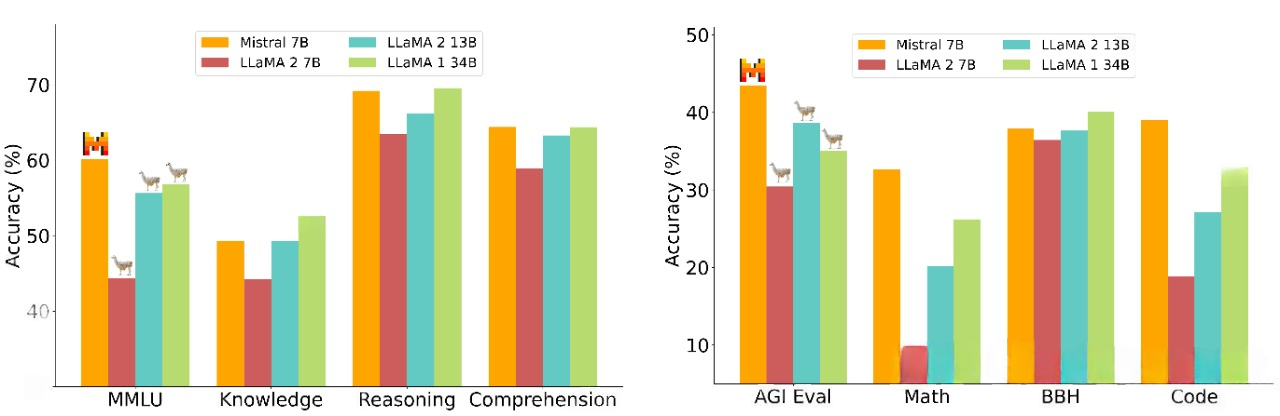 Mistral 7B
LLaMA 2 7B
LLaMA 2 13B
LLaMA 1 34B
Accuracy (%)
70
60
50
40
MMLU
Knowledge
Reasoning
Comprehension
Mistral 7B
LLaMA 2 7B
LLaMA 2 13B
LLaMA 1 34B
Accuracy (%)
50
40
30
20
10
AGI Eval
Math
BBH
Code